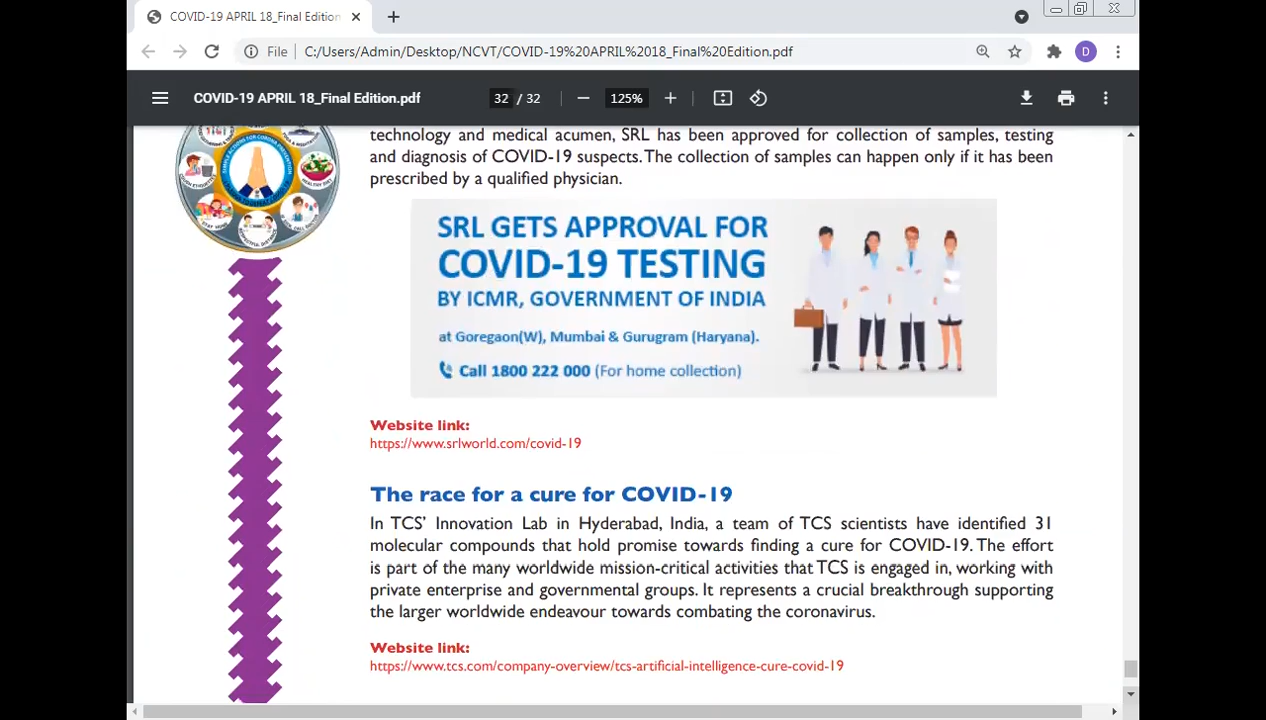 COVID-19 APRIL 18_Final Edition
File C:/Users/Admin/Desktop/NCVT/COVID-19%20APRIL%2018_Final%20Edition.pdf
D
COVID-19 APRIL 18_Final Edition.pdf
32 / 32
125%
technology and medical acumen, SRL has been approved for collection of samples, testing
and diagnosis of COVID-19 suspects. The collection of samples can happen only if it has been
prescribed by a qualified physician.
HEALTHY DIET
STAY HOME
SRL GETS APPROVAL FOR
COVID-19 TESTING
BY ICMR, GOVERNMENT OF INDIA
at Goregaon(W), Mumbai & Gurugram (Haryana).
Call 1800 222 000 (For home collection)
Website link:
https://www.srlworld.com/covid-19
The race for a cure for COVID-19
In TCS’ Innovation Lab in Hyderabad, India, a team of TCS scientists have identified 31
molecular compounds that hold promise towards finding a cure for COVID-19. The effort
is part of the many worldwide mission-critical activities that TCS is engaged in, working with
private enterprise and governmental groups. It represents a crucial breakthrough supporting
the larger worldwide endeavour towards combating the coronavirus.
Website link:
https://www.tcs.com/company-overview/tcs-artificial-intelligence-cure-covid-19